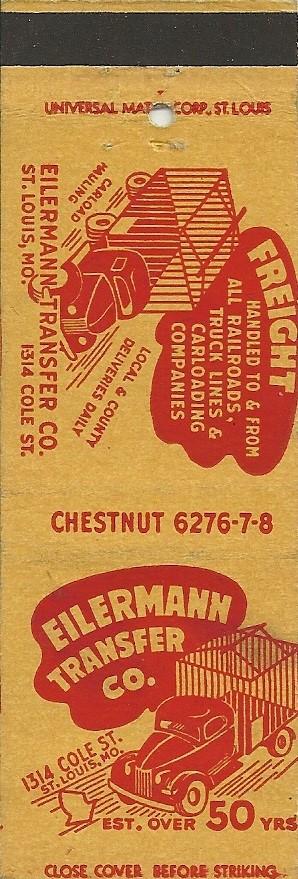 UNIVERSAL MATCH CORP., ST. LOUIS
FREIGHT
HANDLED TO & FROM
ALL RAILROADS,
TRUCK LINES &
CARLOADING
COMPANIES
CARLOAD
HAULING
LOCAL & COUNTY
DELIVERIES DAILY
EILERMANN TRANSFER CO.
ST. LOUIS, MO. 1314 COLE ST.
CHESTNUT 6276-7-8
EILERMANN
TRANSFER
CO.
1314 COLE ST.
ST. LOUIS, MO.
EST. OVER 50 YRS
CLOSE COVER BEFORE STRIKING